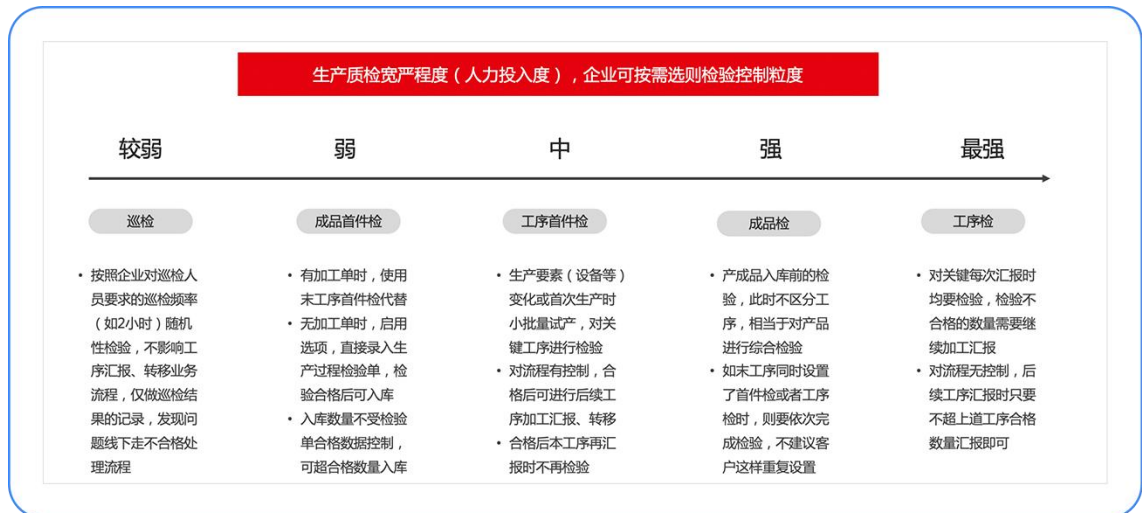 生产质检宽严程度（人力投入度），企业可按需选则检验控制粒度
较弱
弱
中
强
最强
巡检
• 按照企业对巡检人
员要求的巡检频率
（如2小时）随机
性检验，不影响工
序汇报、转移业务
流程，仅做巡检结
果的记录，发现问
题线下走不合格处
理流程
成品首件检
• 有加工单时，使用
末工序首件检代替
• 无加工单时，启用
选项，直接录入生
产过程检验单，检
验合格后可入库
• 入库数量不受检验
单合格数据控制，
可超合格数量入库
工序首件检
• 生产要素（设备等）
变化或首次生产时
小批量试产，对关
键工序进行检验
• 对流程有控制，合
格后可进行后续工
序加工汇报、转移
• 合格后本工序再汇
报时不再检验
成品检
• 产成品入库前的检
验，此时不区分工
序，相当于对产品
进行综合检验
• 如末工序同时设置
了首件检或者工序
检时，则要依次完
成检验，不建议客
户这样重复设置
工序检
• 对关键每次汇报时
均要检验，检验不
合格的数量需要继
续加工汇报
• 对流程无控制，后
续工序汇报时只要
不超上道工序合格
数量汇报即可